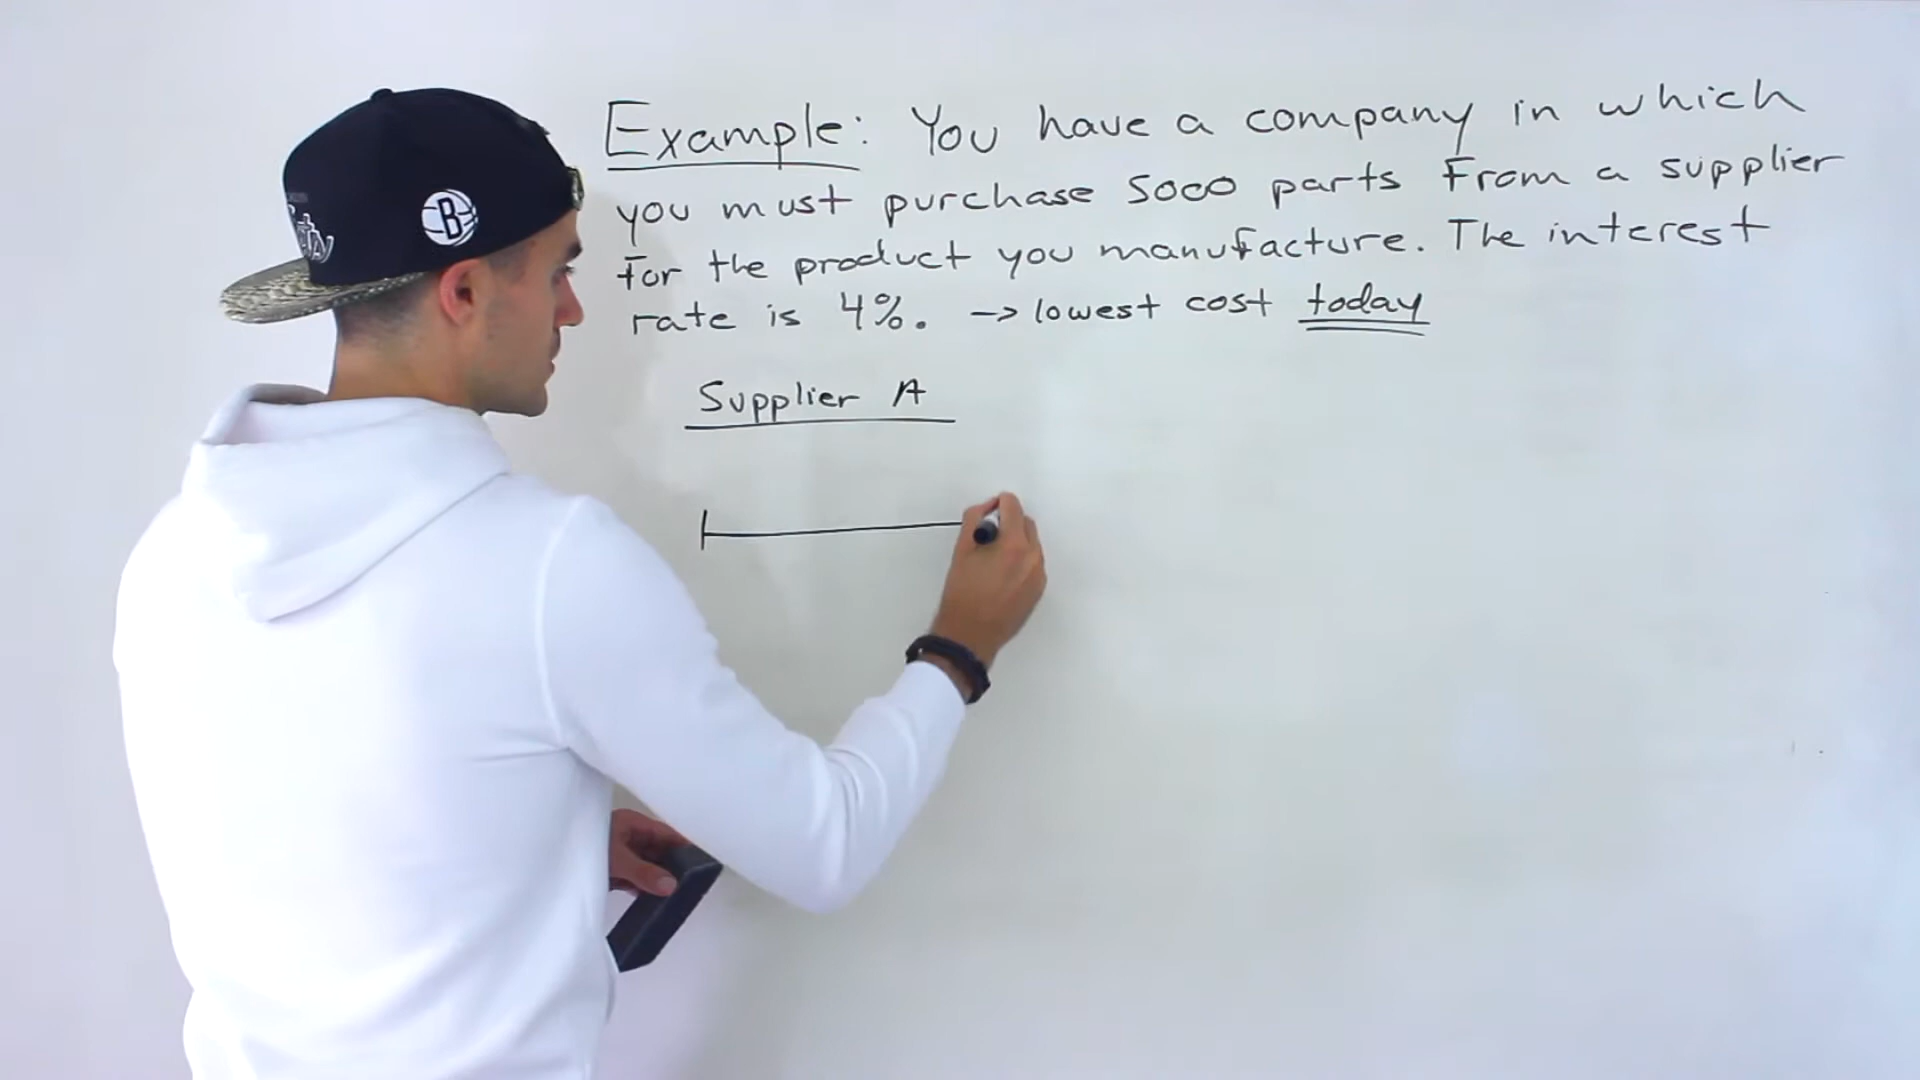 Example: You have a company in which
you must purchase 5000 parts from a supplier
for the product you manufacture. The interest
rate is 4%. → lowest cost today
Supplier A
B